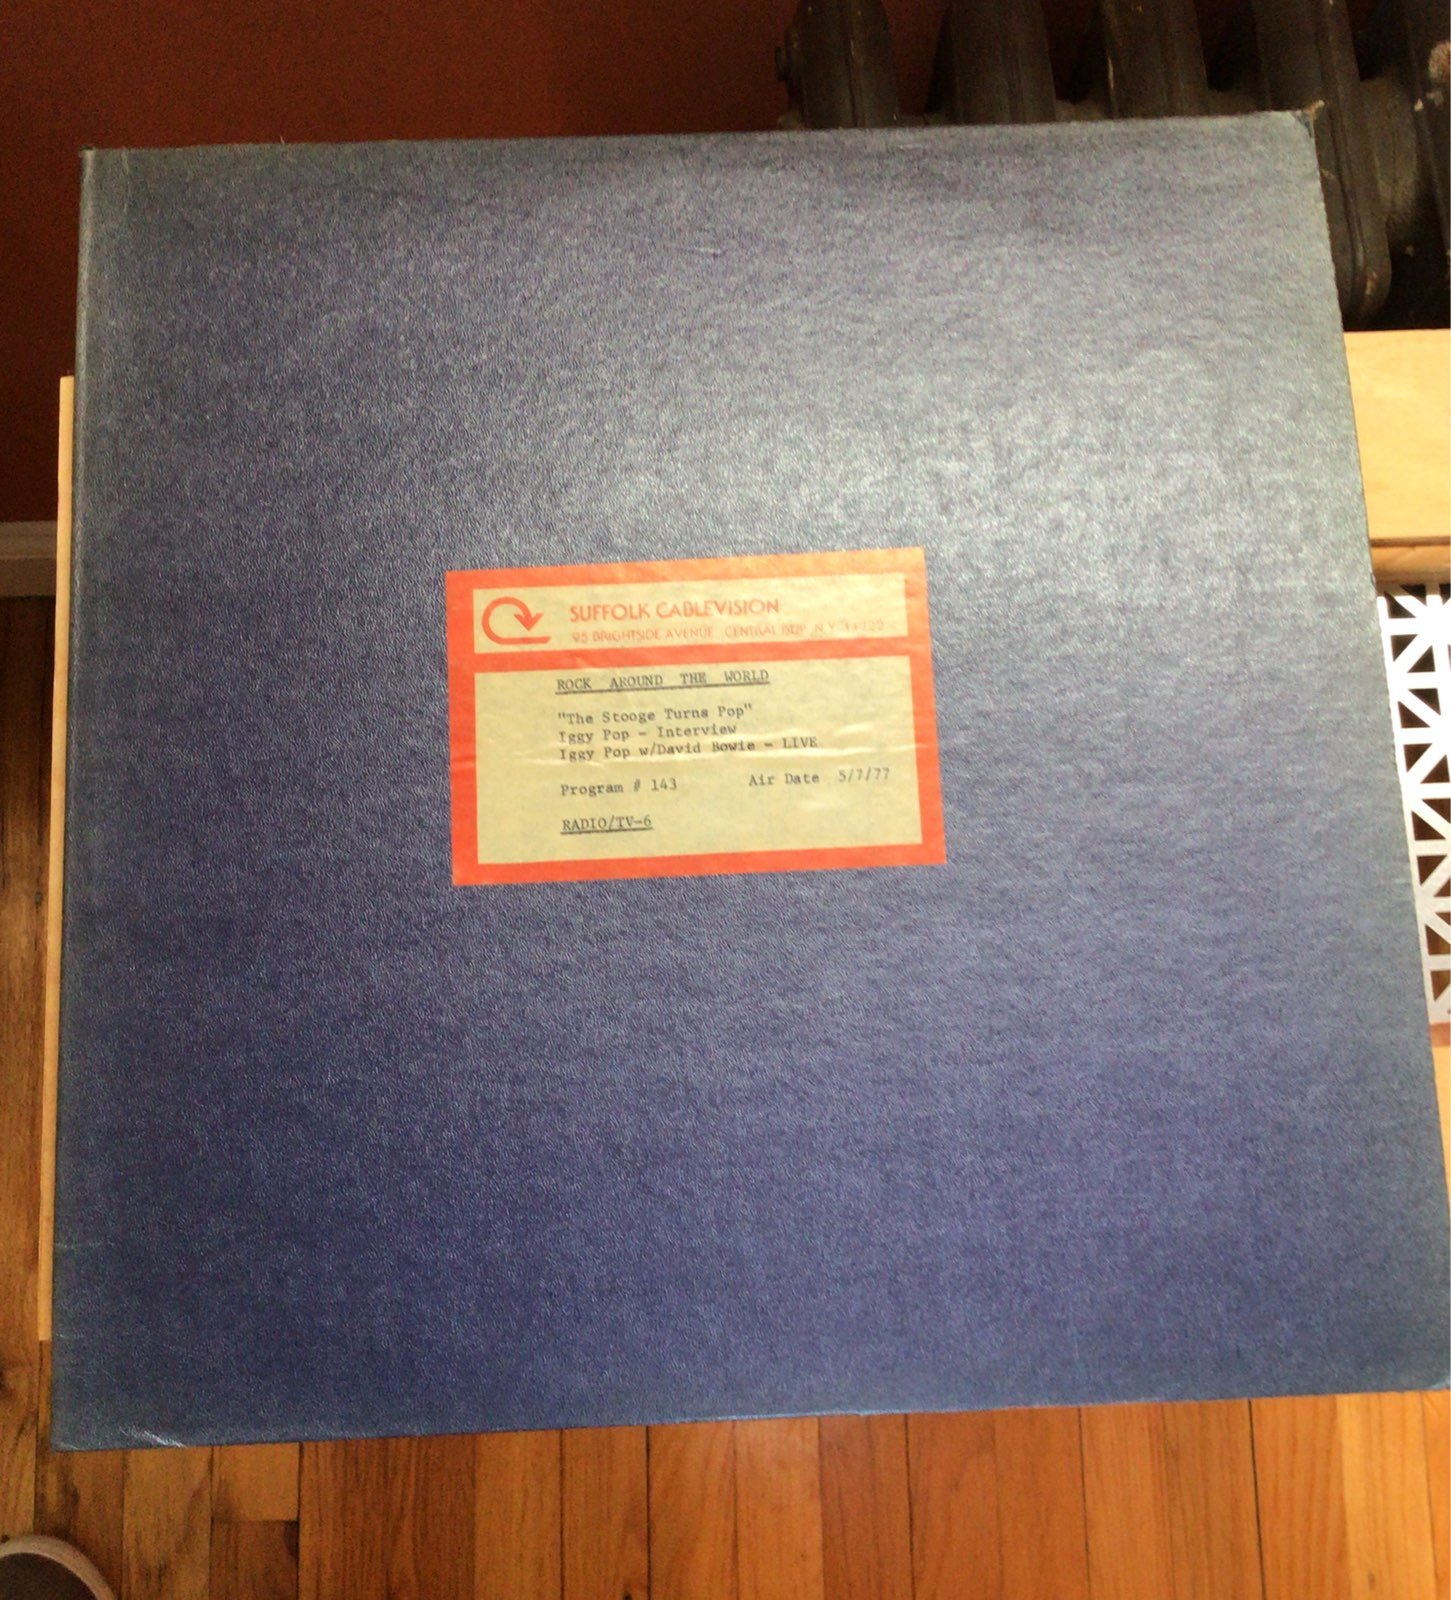 SUFFOLK CABLEVISION
95 BRIGHTSIDE AVENUE CENTRAL ISLIP N.Y. 11722
ROCK AROUND THE WORLD
"The Stooge Turns Pop"
Iggy Pop - Interview
Iggy Pop w/David Bowie - LIVE
Program # 143 Air Date 5/7/77
RADIO/TV-6